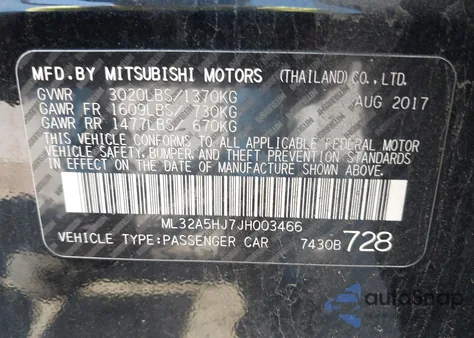 MFD.BY MITSUBISHI MOTORS (THAILAND) CO.,LTD.
GVWR 3020LBS/1370KG AUG 2017
GAWR FR 1609LBS/ 730KG
GAWR RR 1477LBS/ 670KG
THIS VEHICLE CONFORMS TO ALL APPLICABLE FEDERAL MOTOR
VEHICLE SAFETY, BUMPER, AND THEFT PREVENTION STANDARDS
IN EFFECT ON THE DATE OF MANUFACTURE SHOWN ABOVE.
ML32A5HJ7JH003466
VEHICLE TYPE:PASSENGER CAR 7430B 728
autoSnap